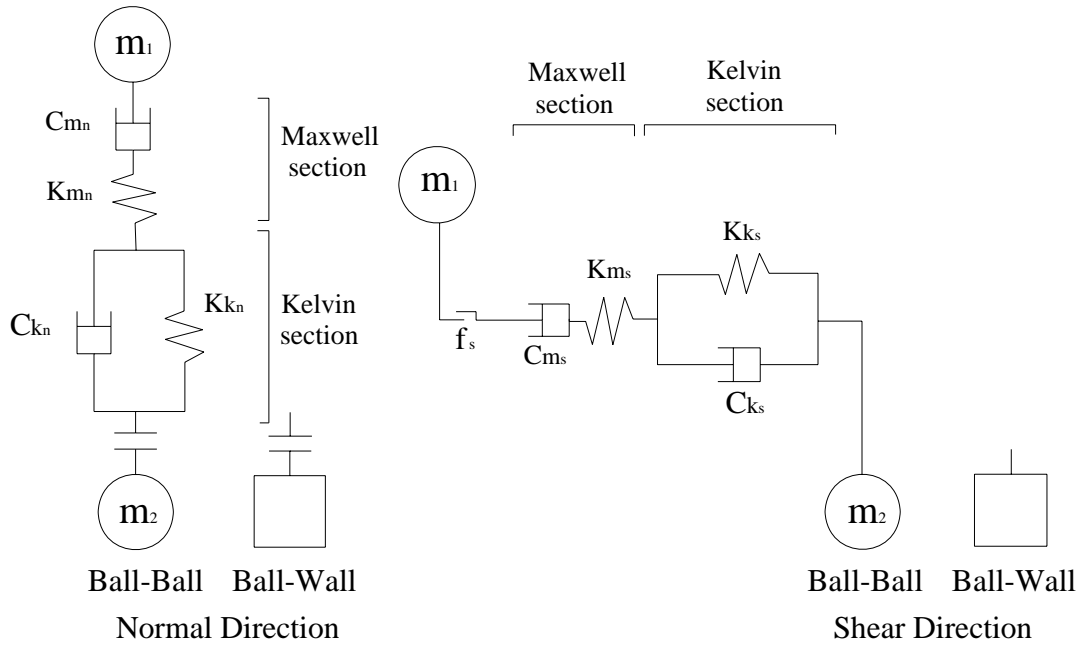 m1
Cmn
Kmn
Ckn
Kkn
m2
Maxwell
section
Kelvin
section
Ball-Ball
Ball-Wall
Normal Direction
Maxwell
section
Kelvin
section
m1
fs
Cms
Kms
Kks
Cks
m2
Ball-Ball
Ball-Wall
Shear Direction